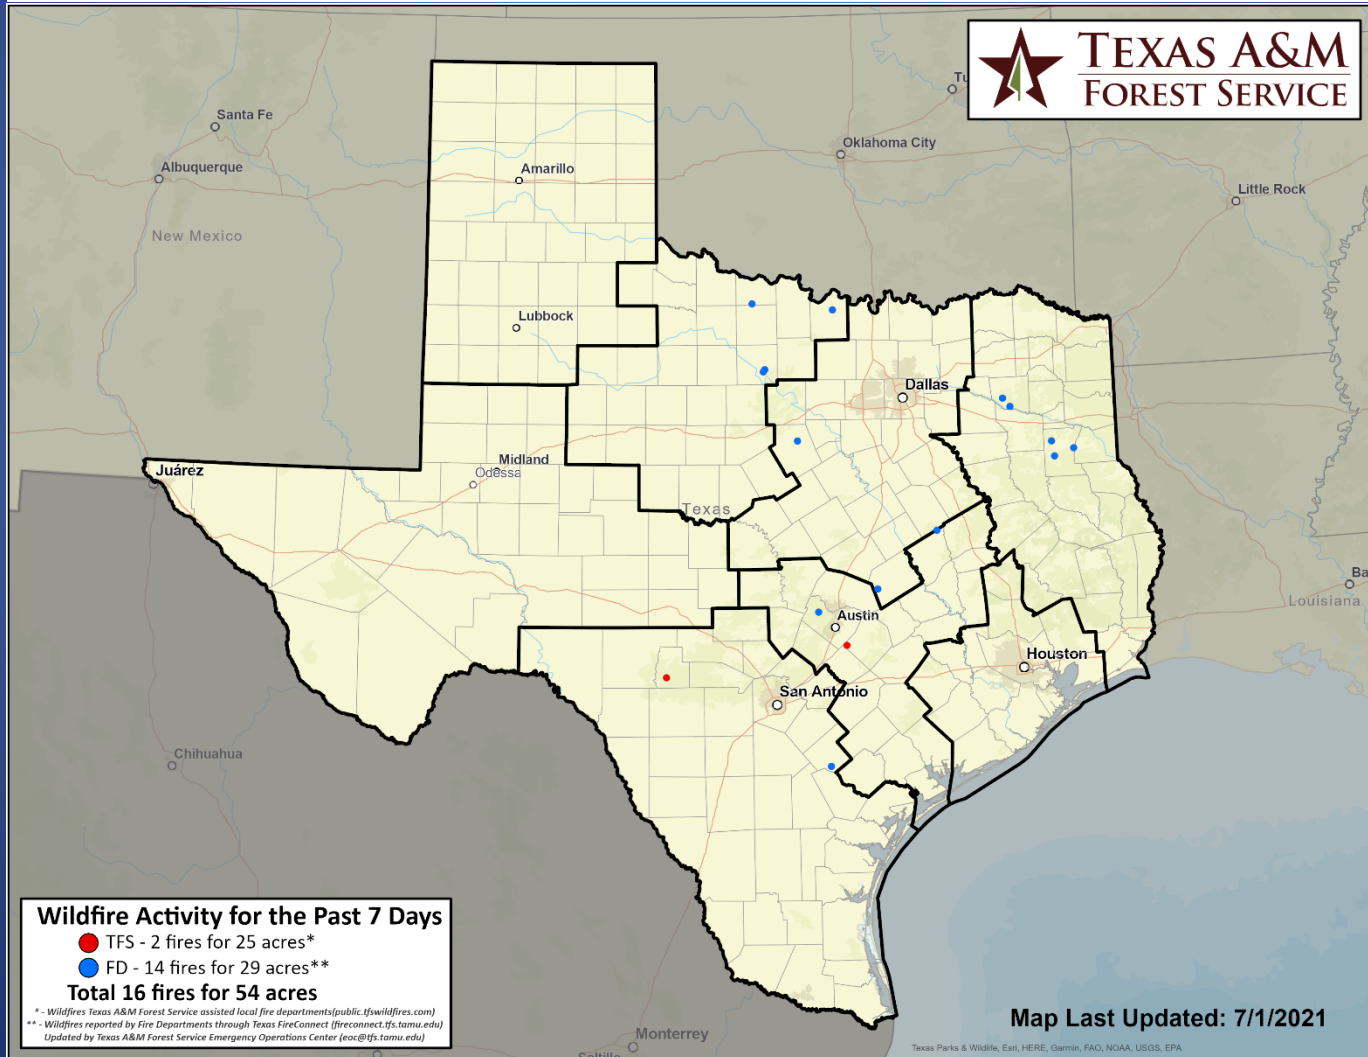 TEXAS A&M
FOREST SERVICE
Tu
Santa Fe
Oklahoma City
Albuquerque
Amarillo
Little Rock
New Mexico
Lubbock
Dallas
Juárez
Midland
Odessa
Texas
Ba
Louisiana
Austin
Houston
San Antonio
Chihuahua
Wildfire Activity for the Past 7 Days
TFS - 2 fires for 25 acres*
FD - 14 fires for 29 acres**
Total 16 fires for 54 acres
* - Wildfires Texas A&M Forest Service assisted local fire departments(public.tfswildfires.com)
** - Wildfires reported by Fire Departments through Texas FireConnect (fireconnect.tfs.tamu.edu)
Updated by Texas A&M Forest Service Emergency Operations Center (eoc@tfs.tamu.edu)
Map Last Updated: 7/1/2021
Monterrey
Saltillo
Texas Parks & Wildlife, Esri, HERE, Garmin, FAO, NOAA, USGS, EPA